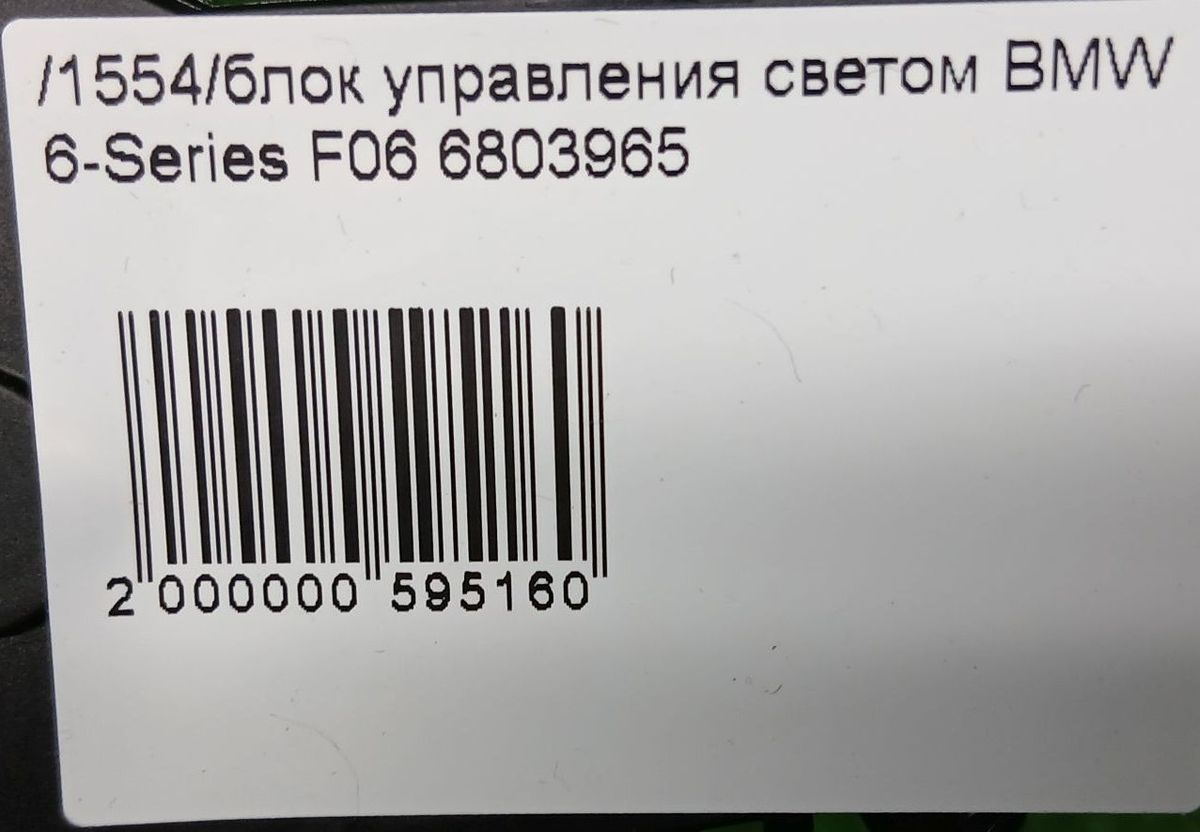 /1554/блок управления светом BMW
6-Series F06 6803965
2 000000 595160